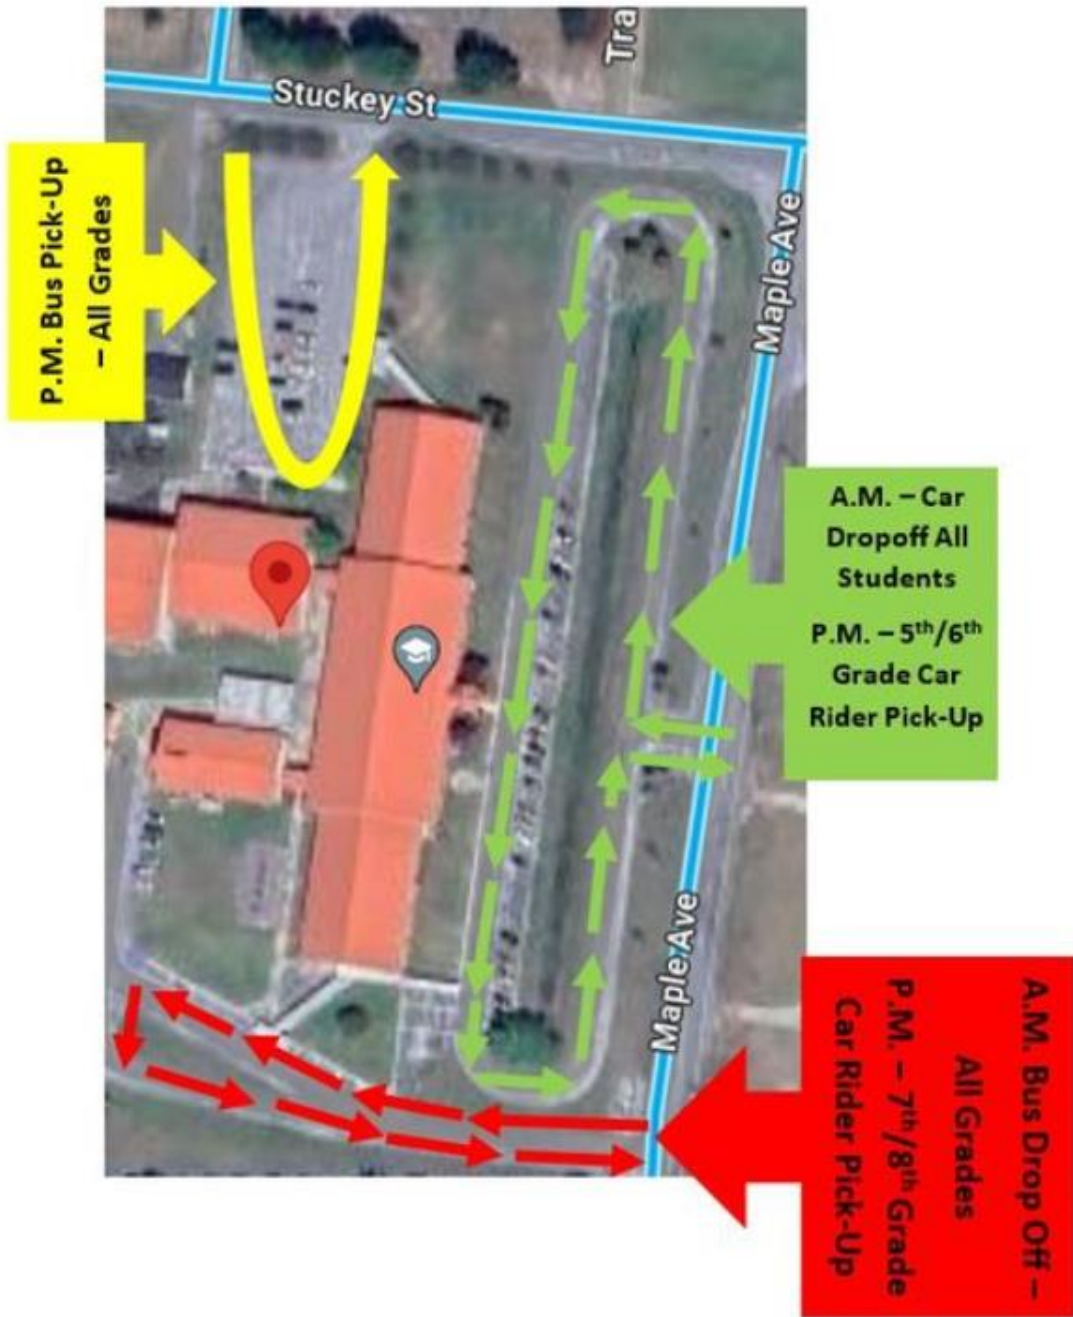 Tra
Stuckey St
P.M. Bus Pick-Up
– All Grades
Maple Ave
A.M. – Car
Dropoff All
Students
P.M. – 5th/6th
Grade Car
Rider Pick-Up
Maple Ave
A.M. Bus Drop Off –
All Grades
P.M. – 7th/8th Grade
Car Rider Pick-Up